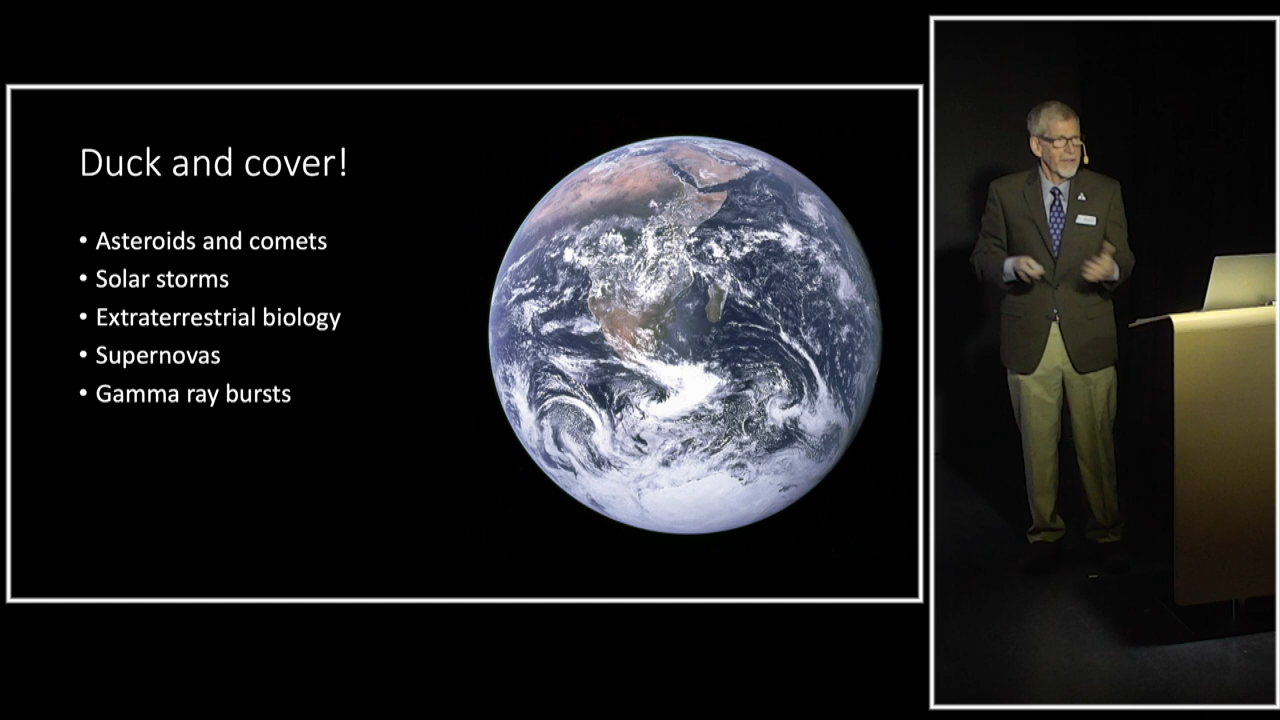 Duck and cover!
• Asteroids and comets
• Solar storms
• Extraterrestrial biology
• Supernovas
• Gamma ray bursts